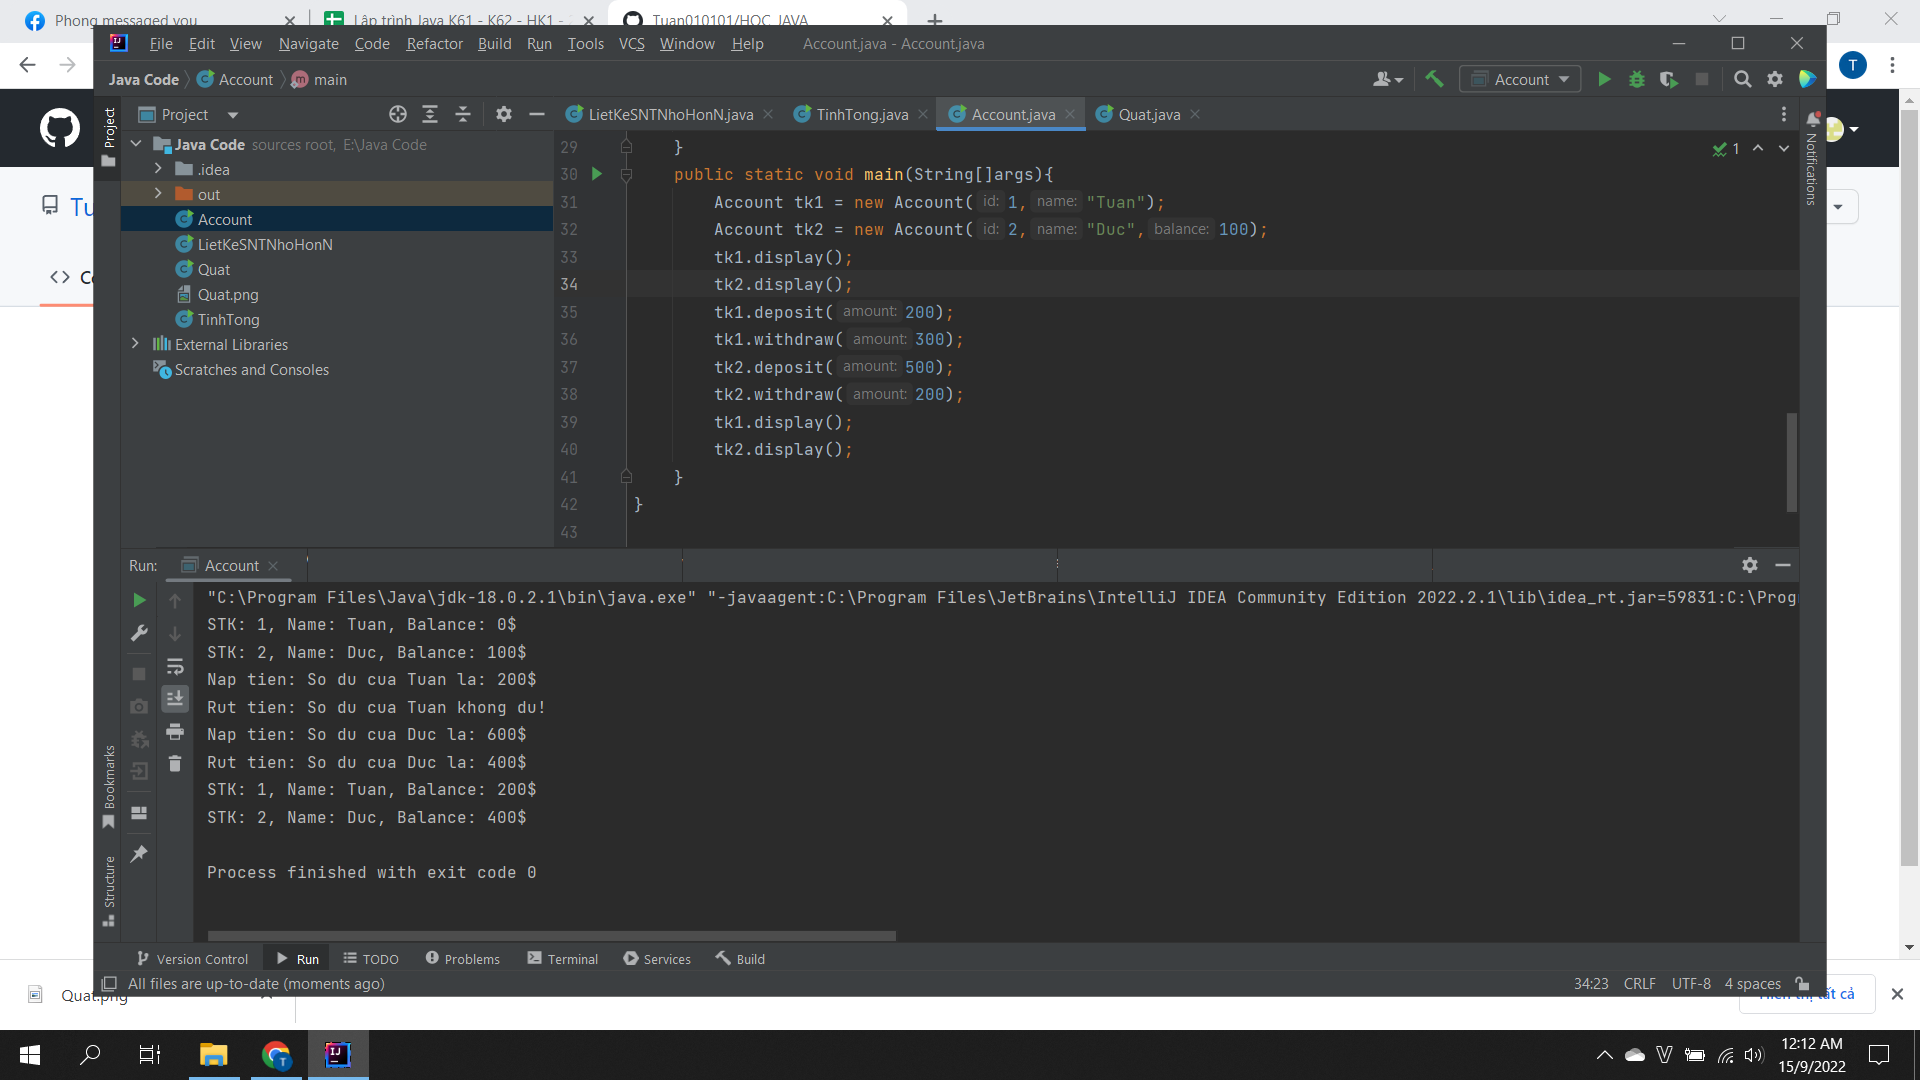 Phong messaged you
Lập trình Java K61 - K62 - HK1 -
Tuan010101/HOC_JAVA
File Edit View Navigate Code Refactor Build Run Tools VCS Window Help Account.java - Account.java
Java Code Account main
Account
T
Project
LietKeSNTNhoHonN.java
TinhTong.java
Account.java
Quat.java
Project
Notifications
Java Code sources root, E:\Java Code
.idea
out
Account
LietKeSNTNhoHonN
Quat
Quat.png
TinhTong
External Libraries
Scratches and Consoles
Tu
1
29 }
30 public static void main(String[]args){
31 Account tk1 = new Account( id: 1, name: "Tuan");
32 Account tk2 = new Account( id: 2, name: "Duc", balance: 100);
33 tk1.display();
34 tk2.display();
35 tk1.deposit( amount: 200);
36 tk1.withdraw( amount: 300);
37 tk2.deposit( amount: 500);
38 tk2.withdraw( amount: 200);
39 tk1.display();
40 tk2.display();
41 }
42 }
43
Run: Account
"C:\Program Files\Java\jdk-18.0.2.1\bin\java.exe" "-javaagent:C:\Program Files\JetBrains\IntelliJ IDEA Community Edition 2022.2.1\lib\idea_rt.jar=59831:C:\Prog
STK: 1, Name: Tuan, Balance: 0$
STK: 2, Name: Duc, Balance: 100$
Nap tien: So du cua Tuan la: 200$
Rut tien: So du cua Tuan khong du!
Nap tien: So du cua Duc la: 600$
Rut tien: So du cua Duc la: 400$
STK: 1, Name: Tuan, Balance: 200$
STK: 2, Name: Duc, Balance: 400$
Process finished with exit code 0
Bookmarks
Structure
Version Control Run TODO Problems Terminal Services Build
All files are up-to-date (moments ago)
34:23 CRLF UTF-8 4 spaces
Quat.png
Hiển thị tất cả
12:12 AM
15/9/2022